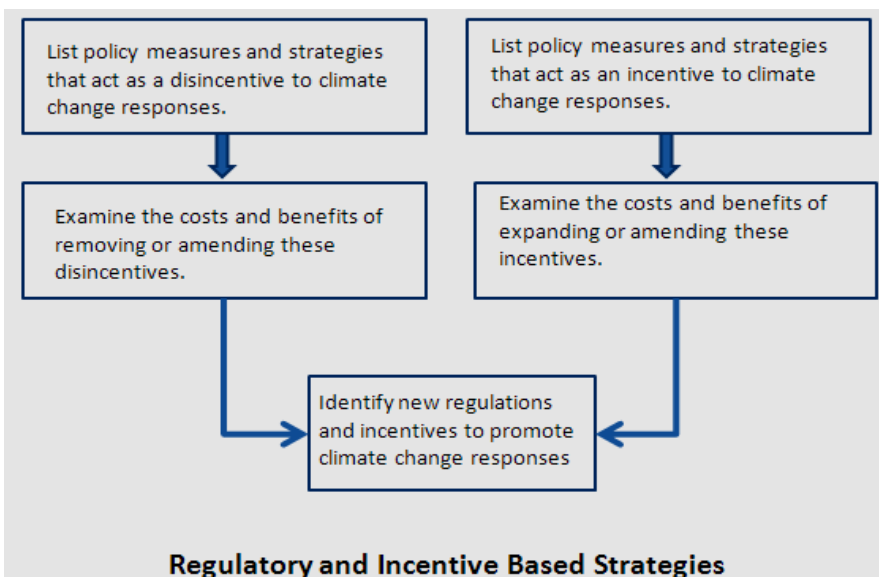 List policy measures and strategies
that act as a disincentive to climate
change responses.
List policy measures and strategies
that act as an incentive to climate
change responses.
Examine the costs and benefits of
removing or amending these
disincentives.
Examine the costs and benefits of
expanding or amending these
incentives.
Identify new regulations
and incentives to promote
climate change responses
Regulatory and Incentive Based Strategies